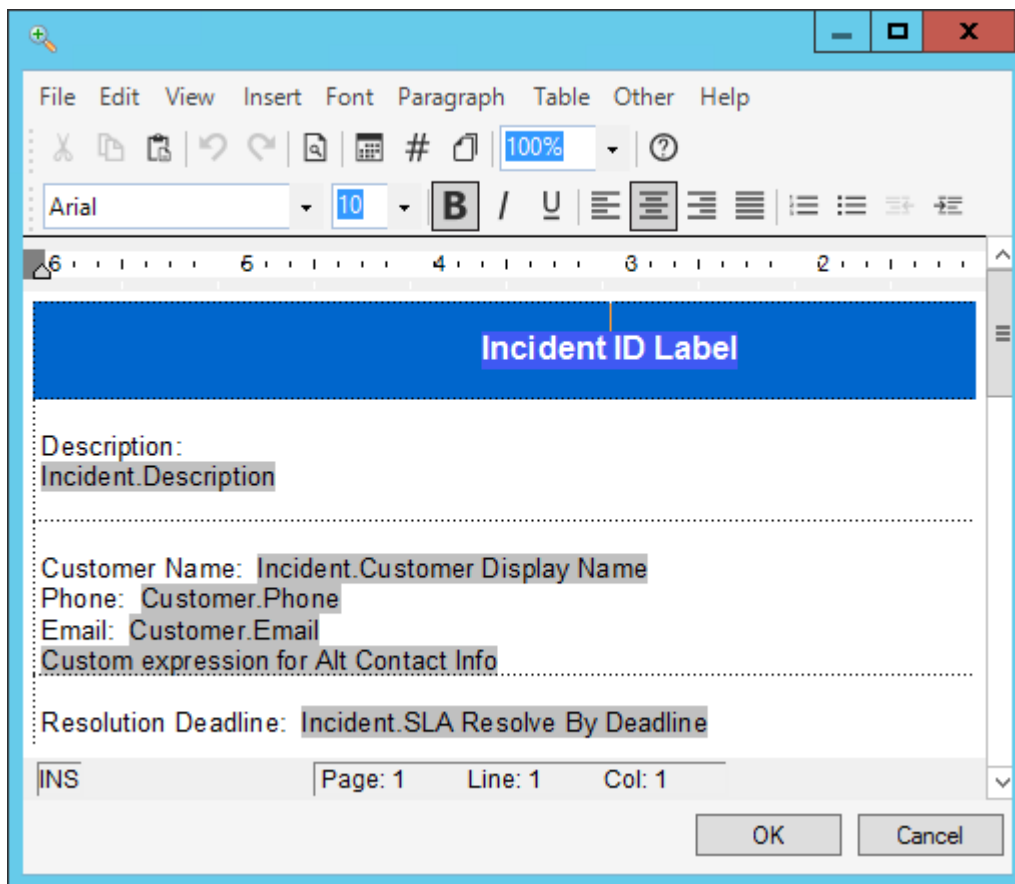 File Edit View Insert Font Paragraph Table Other Help
# 100% ?
Arial 10 B I U
6 5 4 3 2
Incident ID Label
Description:
Incident.Description
Customer Name: Incident.Customer Display Name
Phone: Customer.Phone
Email: Customer.Email
Custom expression for Alt Contact Info
Resolution Deadline: Incident.SLA Resolve By Deadline
INS Page: 1 Line: 1 Col: 1
OK Cancel